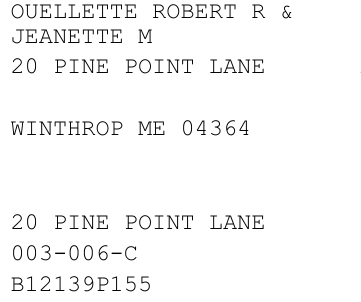 OUELLETTE ROBERT R &
JEANETTE M
20 PINE POINT LANE
WINTHROP ME 04364
20 PINE POINT LANE
003-006-C
B12139P155